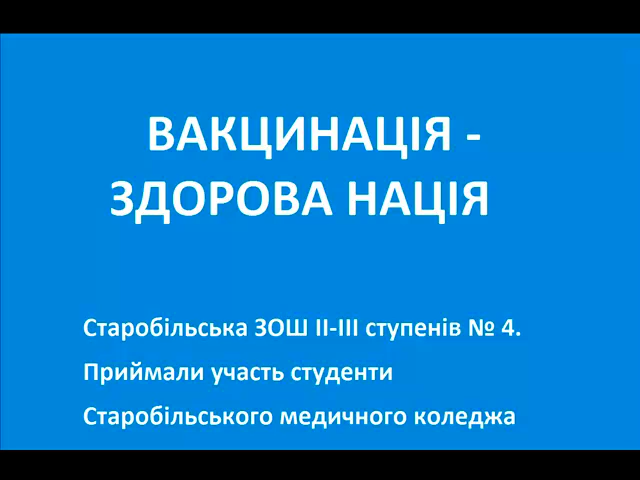 ВАКЦИНАЦІЯ -
ЗДОРОВА НАЦІЯ
Старобільська ЗОШ ІІ-ІІІ ступенів № 4.
Приймали участь студенти
Старобільського медичного коледжа